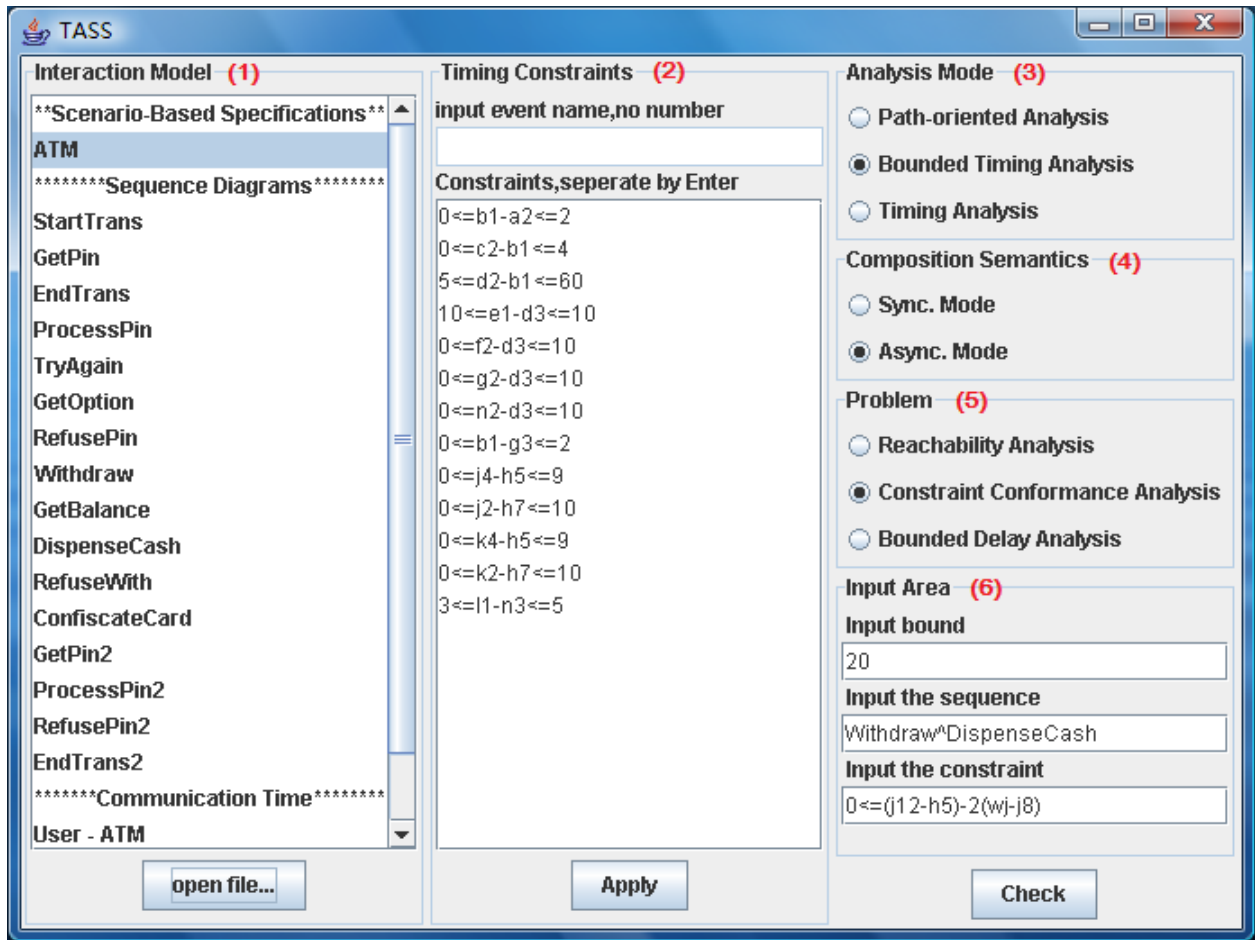 TASS
Interaction Model (1)
**Scenario-Based Specifications**
ATM
********Sequence Diagrams********
StartTrans
GetPin
EndTrans
ProcessPin
TryAgain
GetOption
RefusePin
Withdraw
GetBalance
DispenseCash
RefuseWith
ConfiscateCard
GetPin2
ProcessPin2
RefusePin2
EndTrans2
*******Communication Time********
User - ATM
open file...
Timing Constraints (2)
input event name,no number
Constraints,seperate by Enter
0<=b1-a2<=2
0<=c2-b1<=4
5<=d2-b1<=60
10<=e1-d3<=10
0<=f2-d3<=10
0<=g2-d3<=10
0<=n2-d3<=10
0<=b1-g3<=2
0<=j4-h5<=9
0<=j2-h7<=10
0<=k4-h5<=9
0<=k2-h7<=10
3<=l1-n3<=5
Apply
Analysis Mode (3)
Path-oriented Analysis
Bounded Timing Analysis
Timing Analysis
Composition Semantics (4)
Sync. Mode
Async. Mode
Problem (5)
Reachability Analysis
Constraint Conformance Analysis
Bounded Delay Analysis
Input Area (6)
Input bound
20
Input the sequence
Withdraw^DispenseCash
Input the constraint
0<=(j12-h5)-2(wj-j8)
Check